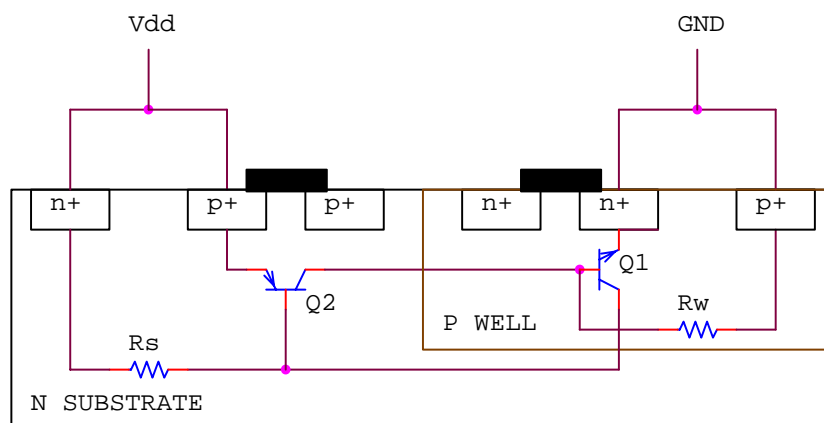 Vdd GND
n+ p+ p+ n+ n+ p+
Q1
Q2 Rw
P WELL
Rs
N SUBSTRATE